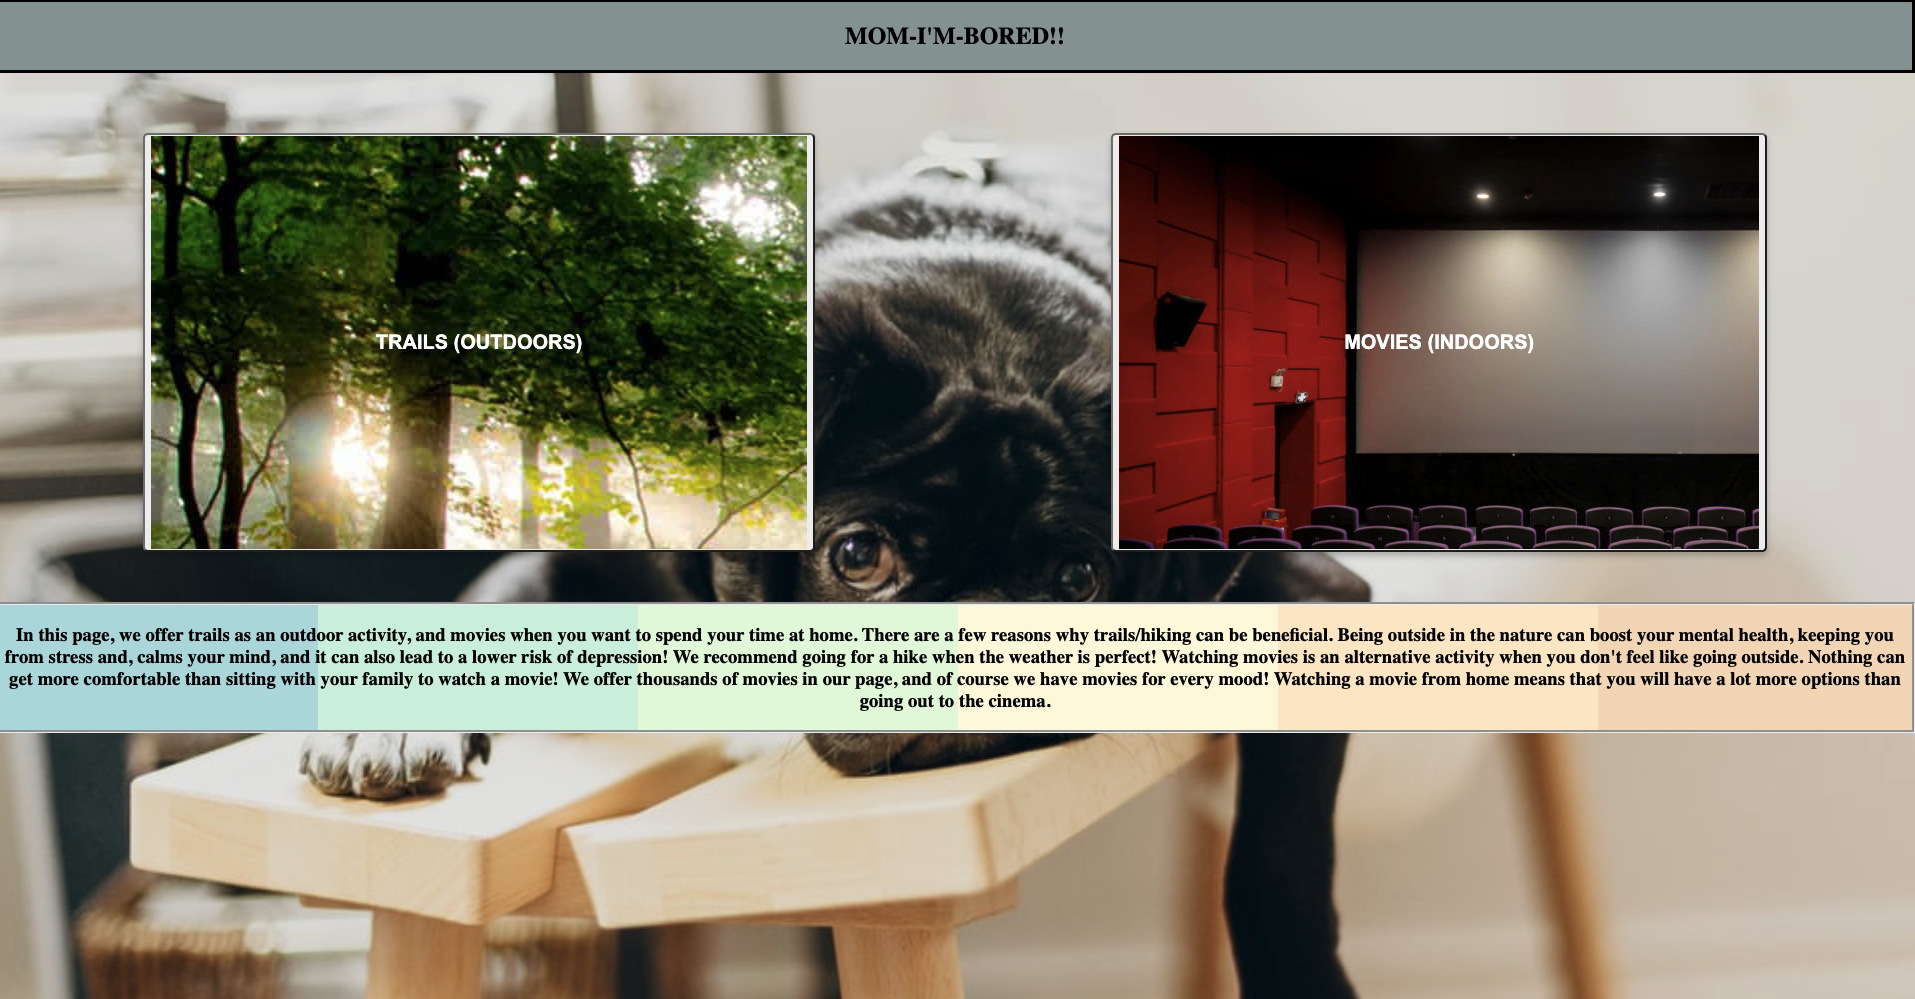 MOM-I'M-BORED!!
TRAILS (OUTDOORS)
MOVIES (INDOORS)
In this page, we offer trails as an outdoor activity, and movies when you want to spend your time at home. There are a few reasons why trails/hiking can be beneficial. Being outside in the nature can boost your mental health, keeping you
from stress and, calms your mind, and it can also lead to a lower risk of depression! We recommend going for a hike when the weather is perfect! Watching movies is an alternative activity when you don't feel like going outside. Nothing can
get more comfortable than sitting with your family to watch a movie! We offer thousands of movies in our page, and of course we have movies for every mood! Watching a movie from home means that you will have a lot more options than
going out to the cinema.